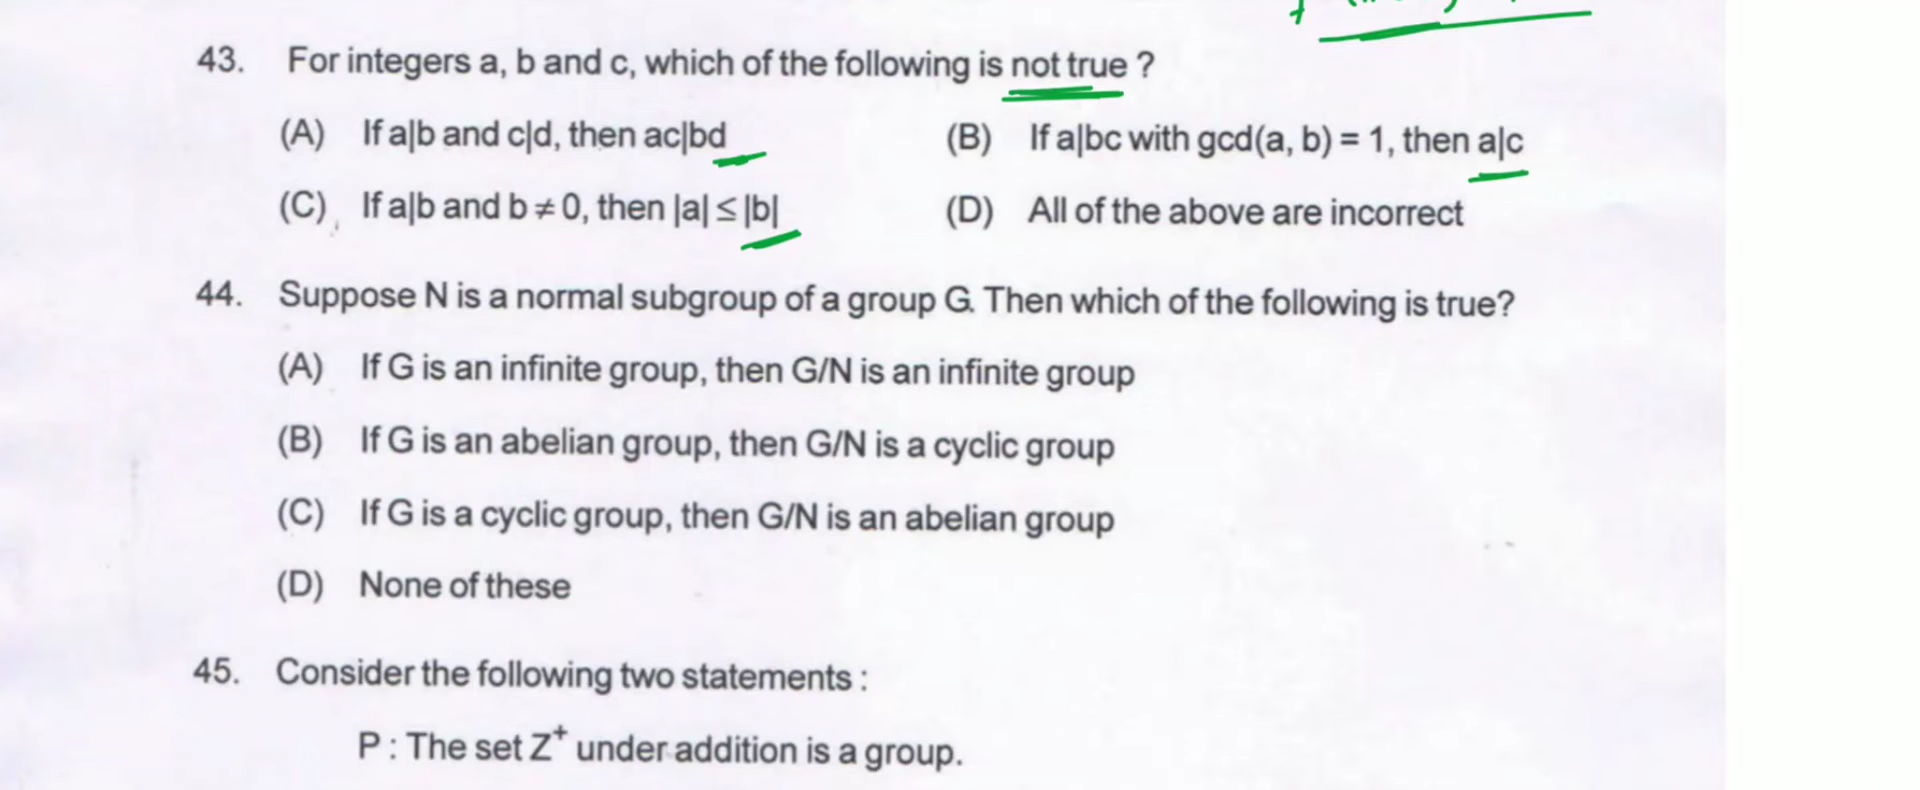 43. For integers a, b and c, which of the following is not true ?
(A) If a|b and c|d, then ac|bd
(B) If a|bc with gcd(a, b) = 1, then a|c
(C) If a|b and b ≠ 0, then |a| ≤ |b|
(D) All of the above are incorrect
44. Suppose N is a normal subgroup of a group G. Then which of the following is true?
(A) If G is an infinite group, then G/N is an infinite group
(B) If G is an abelian group, then G/N is a cyclic group
(C) If G is a cyclic group, then G/N is an abelian group
(D) None of these
45. Consider the following two statements :
P : The set Z⁺ under addition is a group.